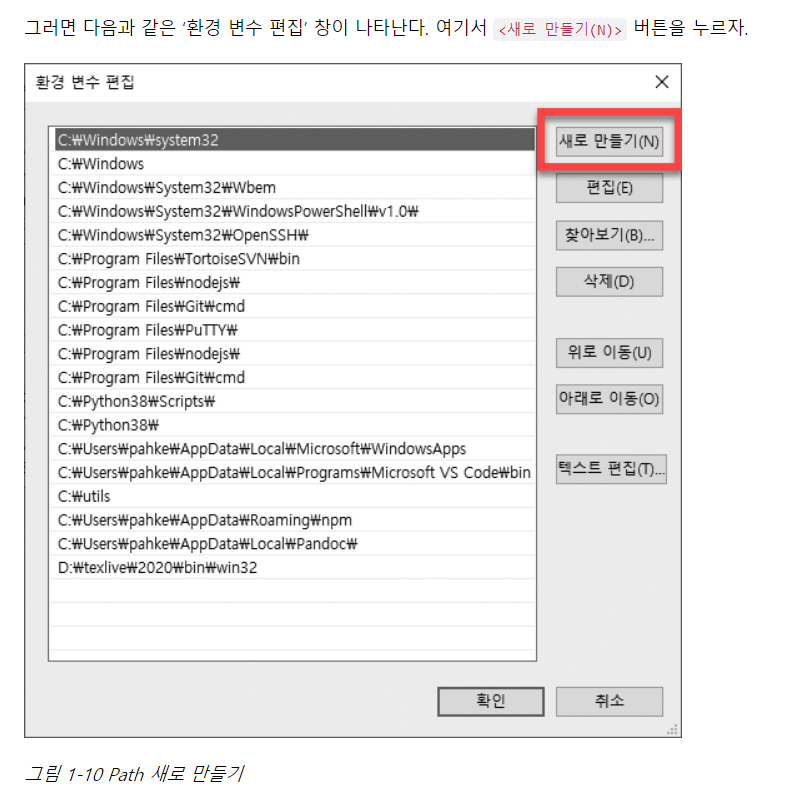 그러면 다음과 같은 ‘환경 변수 편집’ 창이 나타난다. 여기서 <새로 만들기(N)> 버튼을 누르자.
환경 변수 편집
C:₩Windows₩system32
새로 만들기(N)
C:₩Windows
C:₩Windows₩System32₩Wbem
편집(E)
C:₩Windows₩System32₩WindowsPowerShell₩v1.0₩
C:₩Windows₩System32₩OpenSSH₩
찾아보기(B)...
C:₩Program Files₩TortoiseSVN₩bin
C:₩Program Files₩nodejs₩
삭제(D)
C:₩Program Files₩Git₩cmd
C:₩Program Files₩PuTTY₩
C:₩Program Files₩nodejs₩
위로 이동(U)
C:₩Program Files₩Git₩cmd
C:₩Python38₩Scripts₩
아래로 이동(O)
C:₩Python38₩
C:₩Users₩pahke₩AppData₩Local₩Microsoft₩WindowsApps
C:₩Users₩pahke₩AppData₩Local₩Programs₩Microsoft VS Code₩bin
텍스트 편집(T)...
C:₩utils
C:₩Users₩pahke₩AppData₩Roaming₩npm
C:₩Users₩pahke₩AppData₩Local₩Pandoc₩
D:₩texlive₩2020₩bin₩win32
확인
취소
그림 1-10 Path 새로 만들기